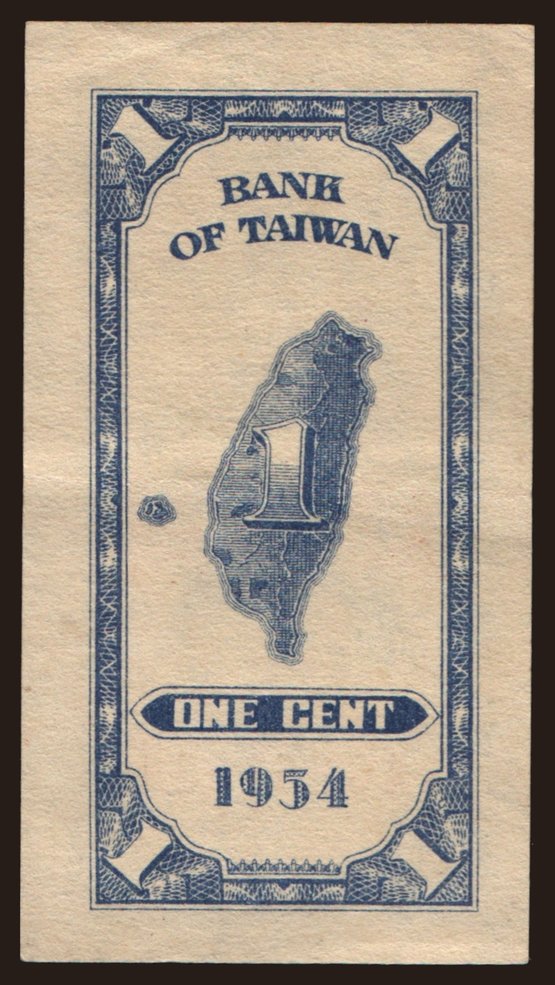 1 1
BANK
OF TAIWAN
1
ONE CENT
1954
1 1